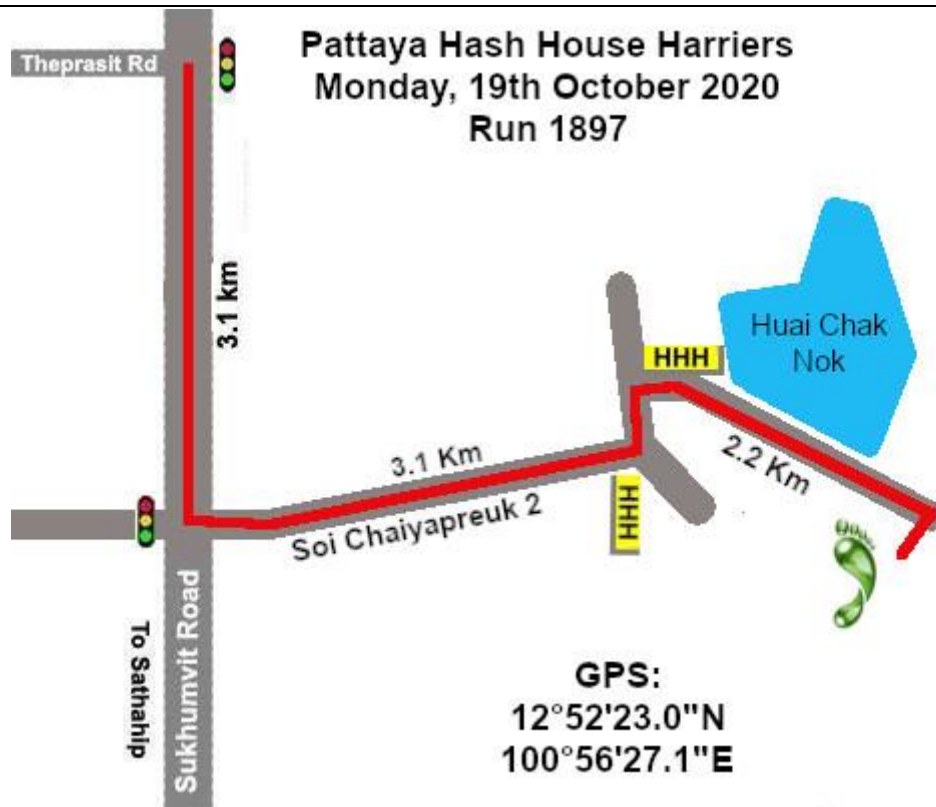 Pattaya Hash House Harriers
Monday, 19th October 2020
Run 1897
Theprasit Rd
3.1 km
Huai Chak
Nok
HHH
3.1 Km
2.2 Km
Soi Chaiyapreuk 2
HHH
To Sathahip
Sukhumvit Road
GPS:
12°52'23.0"N
100°56'27.1"E